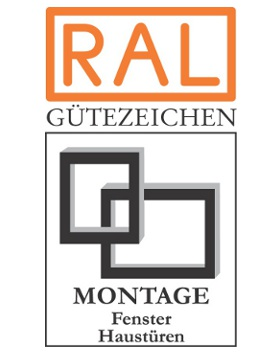 RAL
GÜTEZEICHEN
MONTAGE
Fenster
Haustüren